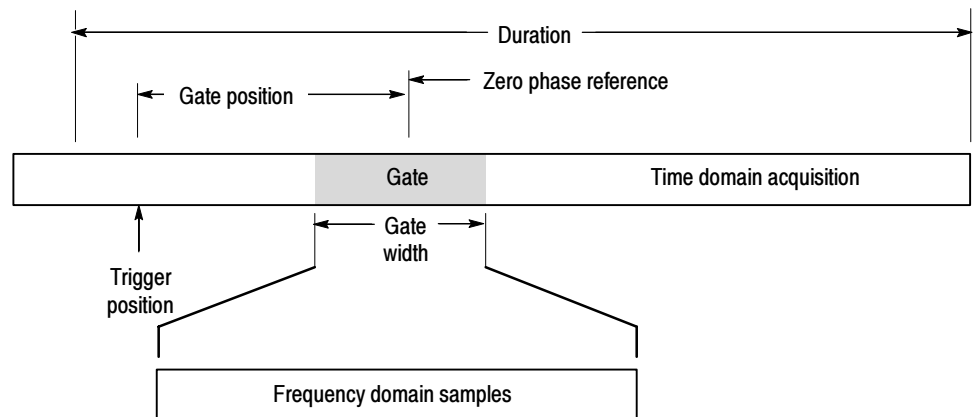 Duration
Zero phase reference
Gate position
Gate
Time domain acquisition
Gate
width
Trigger
position
Frequency domain samples